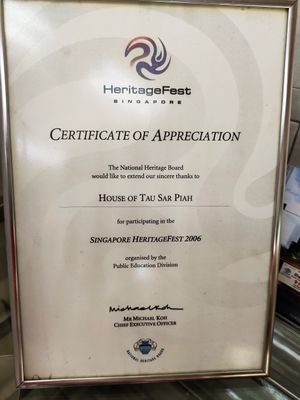 HeritageFest
SINGAPORE
CERTIFICATE OF APPRECIATION
The National Heritage Board
would like to extend our sincere thanks to
HOUSE OF TAU SAR PIAH
for participating in the
SINGAPORE HERITAGEFEST 2006
organised by the
Public Education Division
Michael Koh
MR MICHAEL KOH
CHIEF EXECUTIVE OFFICER
NATIONAL HERITAGE BOARD